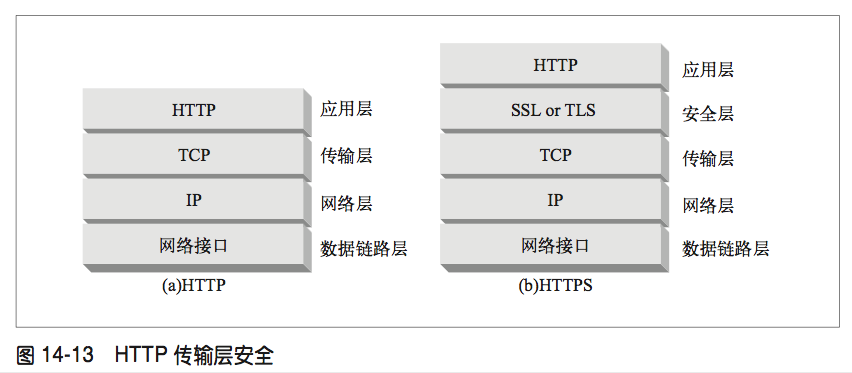 HTTP 应用层
HTTP 应用层
SSL or TLS 安全层
TCP 传输层
TCP 传输层
IP 网络层
IP 网络层
网络接口 数据链路层
网络接口 数据链路层
(a)HTTP
(b)HTTPS
图 14-13 HTTP 传输层安全